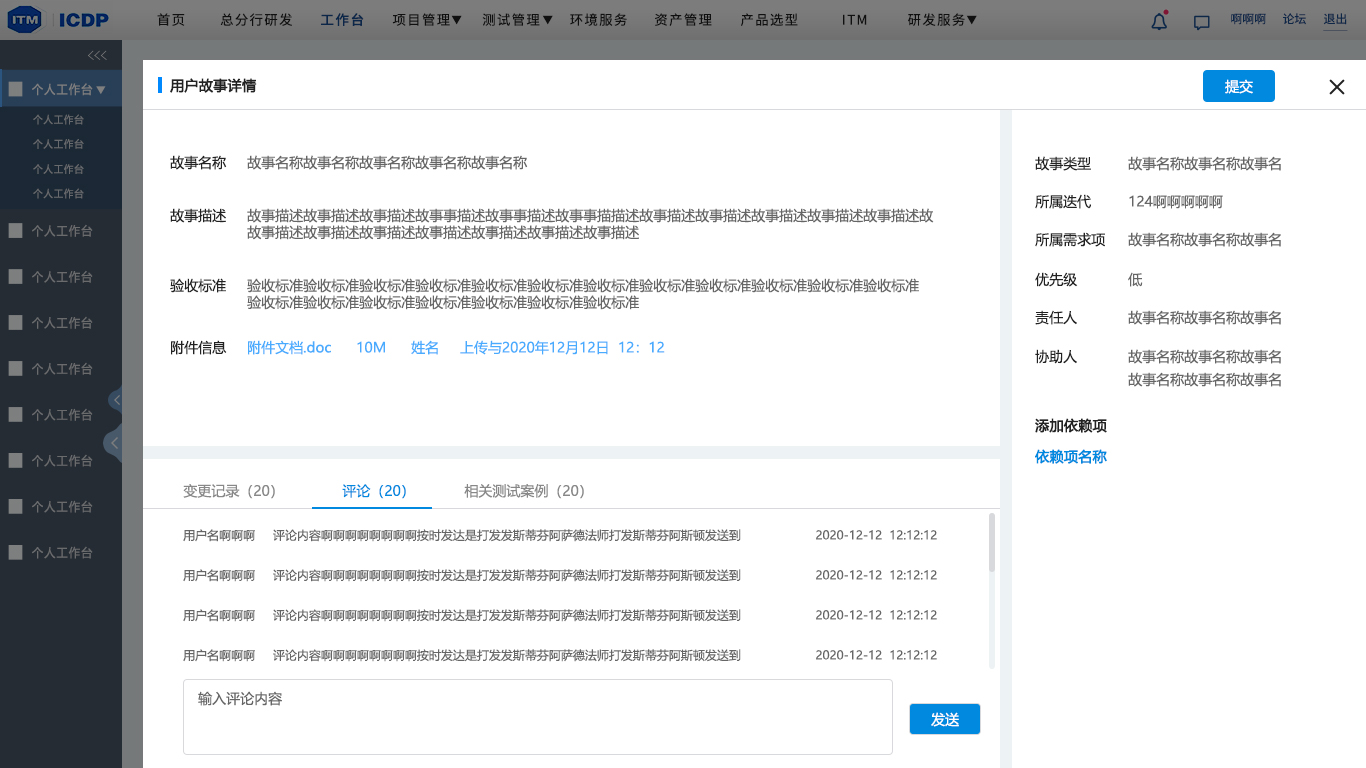 ITM ICDP 首页 总分行研发 工作台 项目管理▼ 测试管理▼ 环境服务 资产管理 产品选型 ITM 研发服务▼ 啊啊啊 论坛 退出
个人工作台▼
个人工作台
个人工作台
个人工作台
个人工作台
个人工作台
个人工作台
个人工作台
个人工作台
个人工作台
个人工作台
个人工作台
个人工作台
用户故事详情
提交
故事名称 故事名称故事名称故事名称故事名称故事名称
故事描述 故事描述故事描述故事描述故事事描述故事事描述故事事描描述故事描述故事描述故事描述故事描述故事描述故
故事描述故事描述故事描述故事描述故事描述故事描述故事描述
验收标准 验收标准验收标准验收标准验收标准验收标准验收标准验收标准验收标准验收标准验收标准验收标准验收标准
验收标准验收标准验收标准验收标准验收标准验收标准验收标准
附件信息 附件文档.doc 10M 姓名 上传与2020年12月12日 12：12
故事类型 故事名称故事名称故事名
所属迭代 124啊啊啊啊啊
所属需求项 故事名称故事名称故事名
优先级 低
责任人 故事名称故事名称故事名
协助人 故事名称故事名称故事名
故事名称故事名称故事名
添加依赖项
依赖项名称
变更记录（20） 评论（20） 相关测试案例（20）
用户名啊啊啊 评论内容啊啊啊啊啊啊啊啊按时发达是打发发斯蒂芬阿萨德法师打发斯蒂芬阿斯顿发送到 2020-12-12 12:12:12
用户名啊啊啊 评论内容啊啊啊啊啊啊啊啊按时发达是打发发斯蒂芬阿萨德法师打发斯蒂芬阿斯顿发送到 2020-12-12 12:12:12
用户名啊啊啊 评论内容啊啊啊啊啊啊啊啊按时发达是打发发斯蒂芬阿萨德法师打发斯蒂芬阿斯顿发送到 2020-12-12 12:12:12
用户名啊啊啊 评论内容啊啊啊啊啊啊啊啊按时发达是打发发斯蒂芬阿萨德法师打发斯蒂芬阿斯顿发送到 2020-12-12 12:12:12
输入评论内容
发送